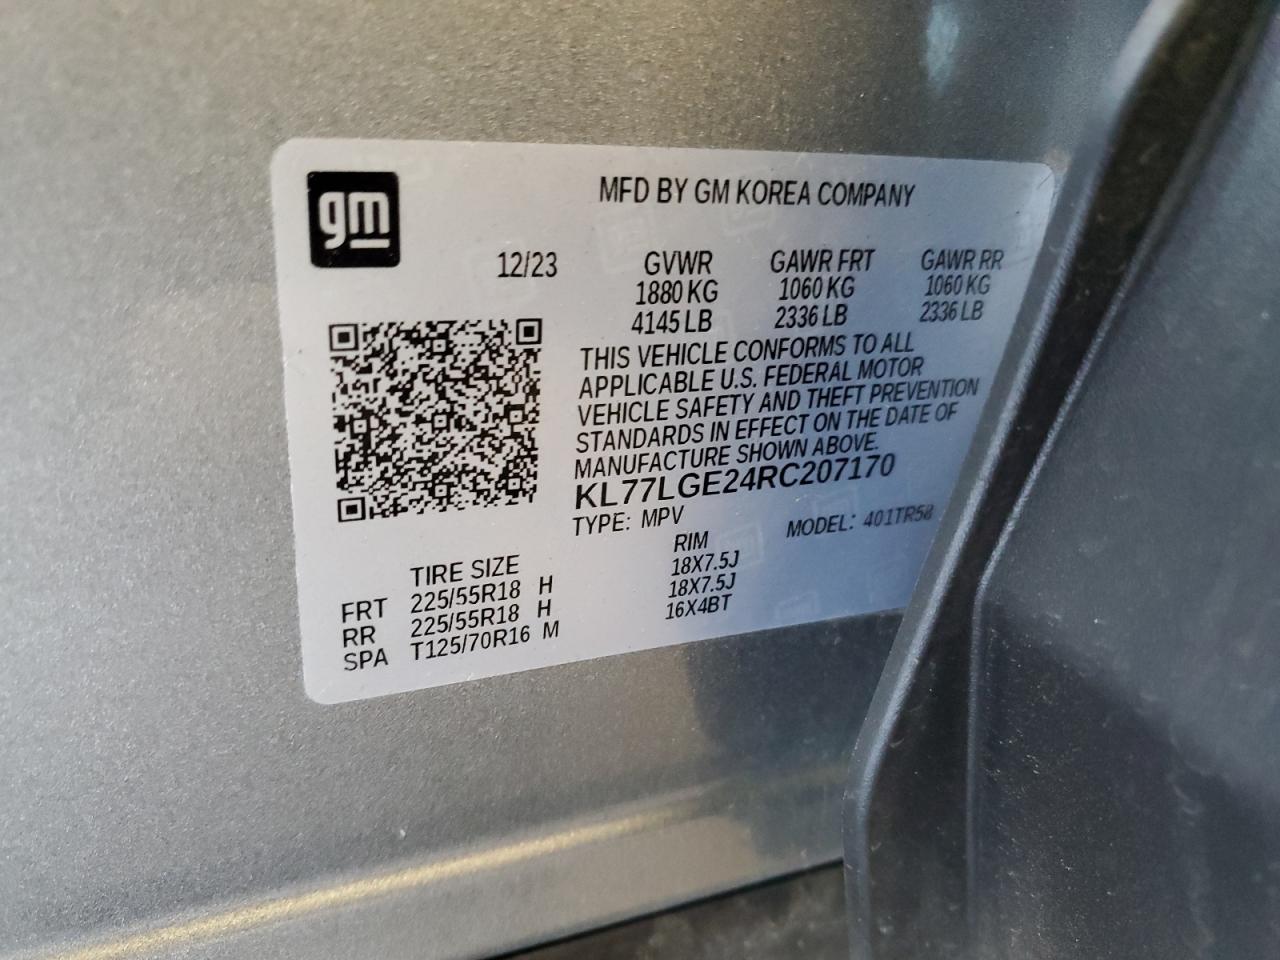 gm
MFD BY GM KOREA COMPANY
12/23 GVWR GAWR FRT GAWR RR
1880 KG 1060 KG 1060 KG
4145 LB 2336 LB 2336 LB
THIS VEHICLE CONFORMS TO ALL
APPLICABLE U.S. FEDERAL MOTOR
VEHICLE SAFETY AND THEFT PREVENTION
STANDARDS IN EFFECT ON THE DATE OF
MANUFACTURE SHOWN ABOVE.
KL77LGE24RC207170
TYPE: MPV MODEL: 401TR58
TIRE SIZE RIM
FRT 225/55R18 H 18X7.5J
RR 225/55R18 H 18X7.5J
SPA T125/70R16 M 16X4BT